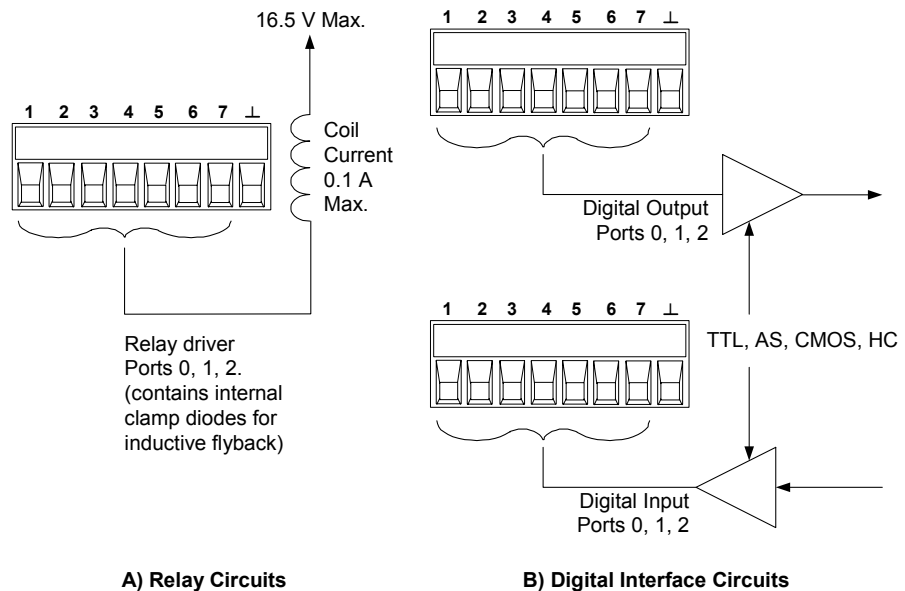 16.5 V Max.
1 2 3 4 5 6 7 ⊥
Coil
Current
0.1 A
Max.
Relay driver
Ports 0, 1, 2.
(contains internal
clamp diodes for
inductive flyback)
A) Relay Circuits
1 2 3 4 5 6 7 ⊥
Digital Output
Ports 0, 1, 2
TTL, AS, CMOS, HC
1 2 3 4 5 6 7 ⊥
Digital Input
Ports 0, 1, 2
B) Digital Interface Circuits